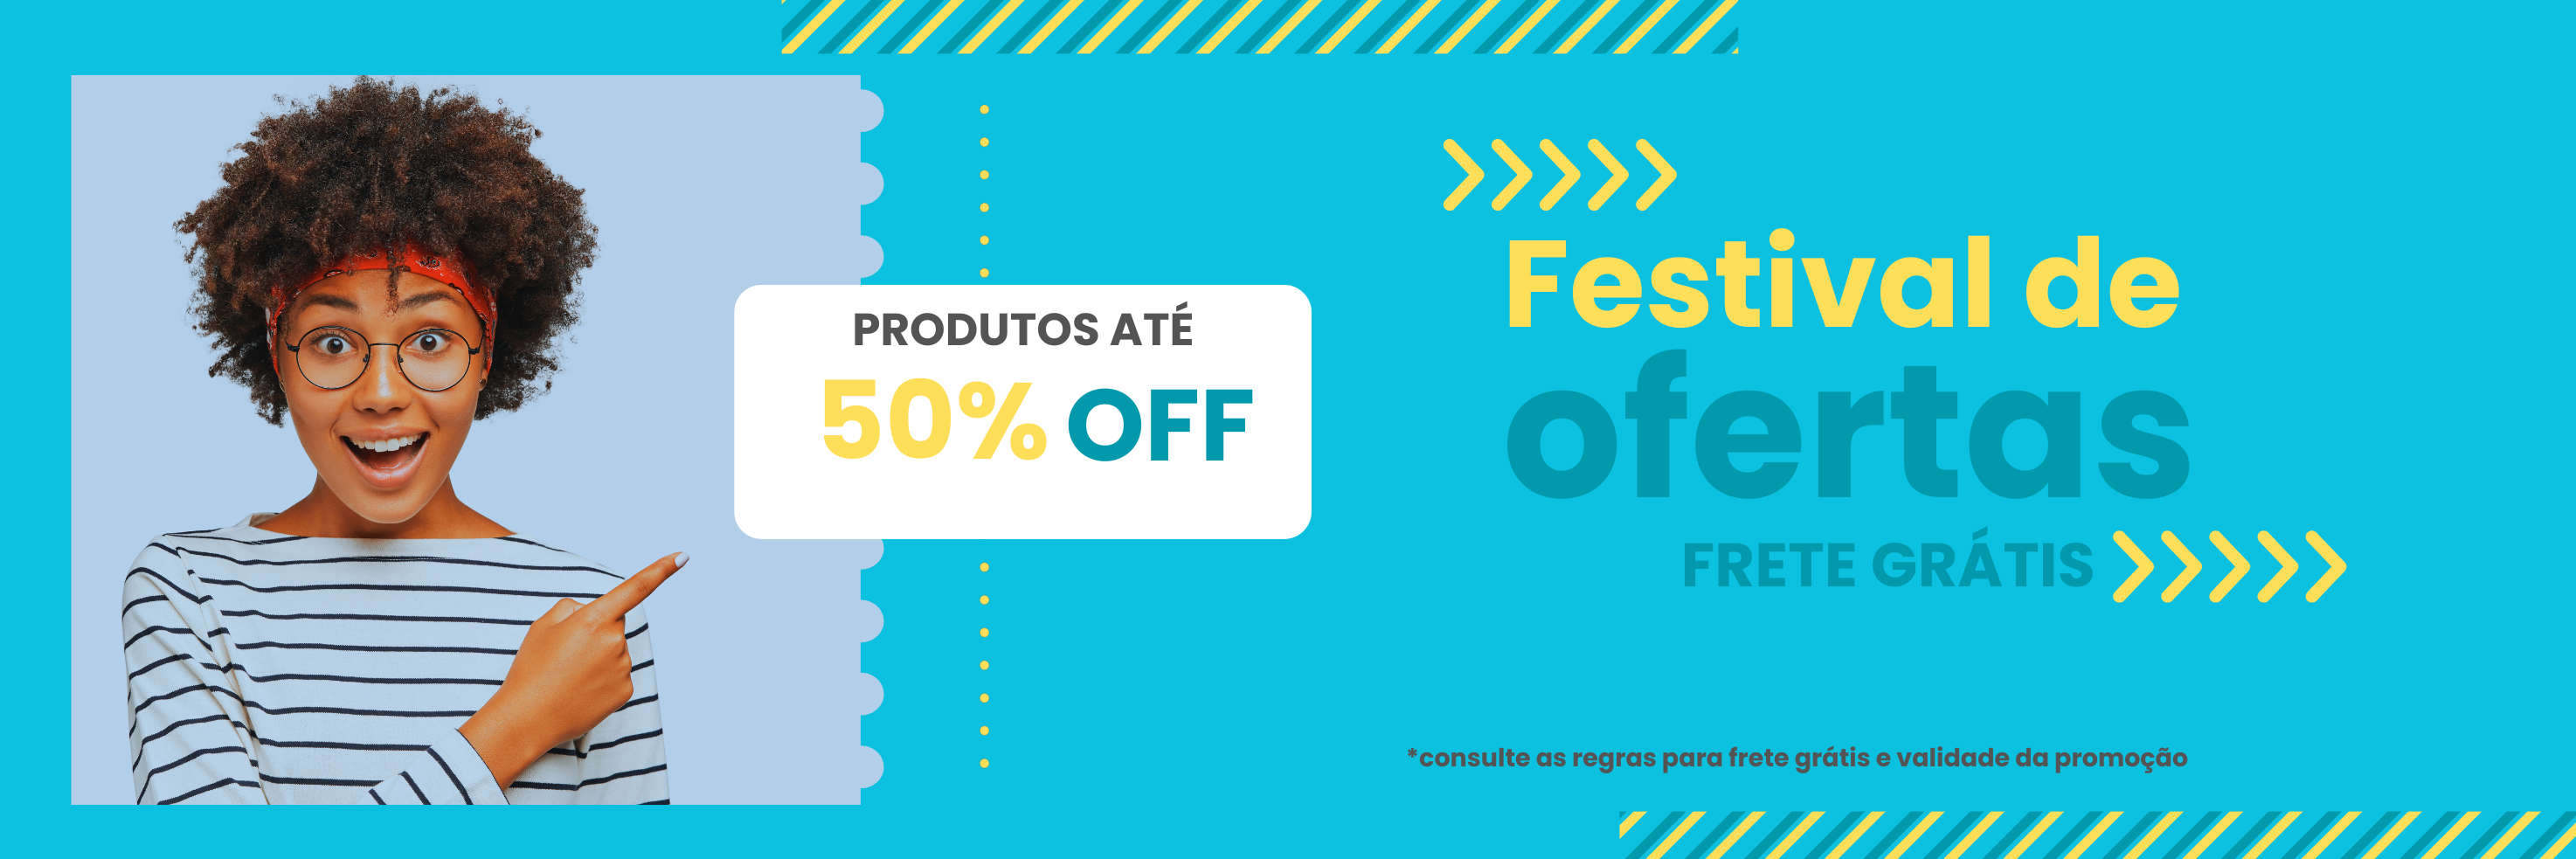 PRODUTOS ATÉ
50% OFF
Festival de
ofertas
FRETE GRÁTIS
*consulte as regras para frete grátis e validade da promoção